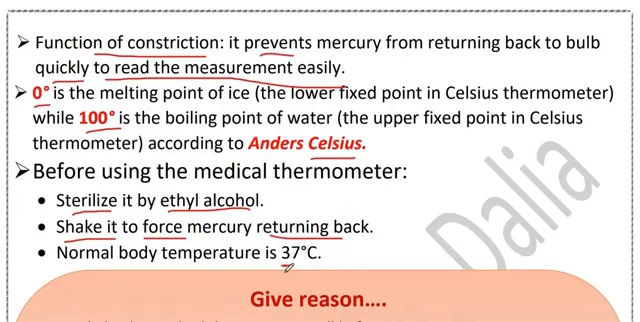 ➢ Function of constriction: it prevents mercury from returning back to bulb
quickly to read the measurement easily.
➢ 0° is the melting point of ice (the lower fixed point in Celsius thermometer)
while 100° is the boiling point of water (the upper fixed point in Celsius
thermometer) according to Anders Celsius.
➢ Before using the medical thermometer:
• Sterilize it by ethyl alcohol.
• Shake it to force mercury returning back.
• Normal body temperature is 37°C.
Dalia
Give reason....